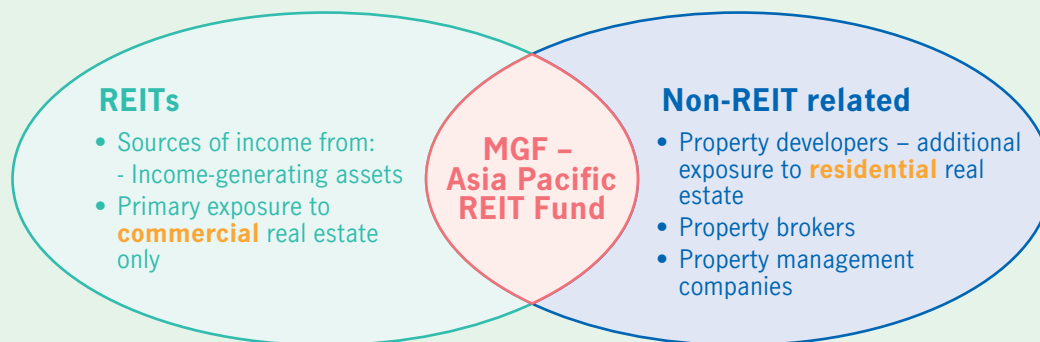 REITs
• Sources of income from:
- Income-generating assets
• Primary exposure to
commercial real estate
only
MGF –
Asia Pacific
REIT Fund
Non-REIT related
• Property developers – additional
exposure to residential real
estate
• Property brokers
• Property management
companies